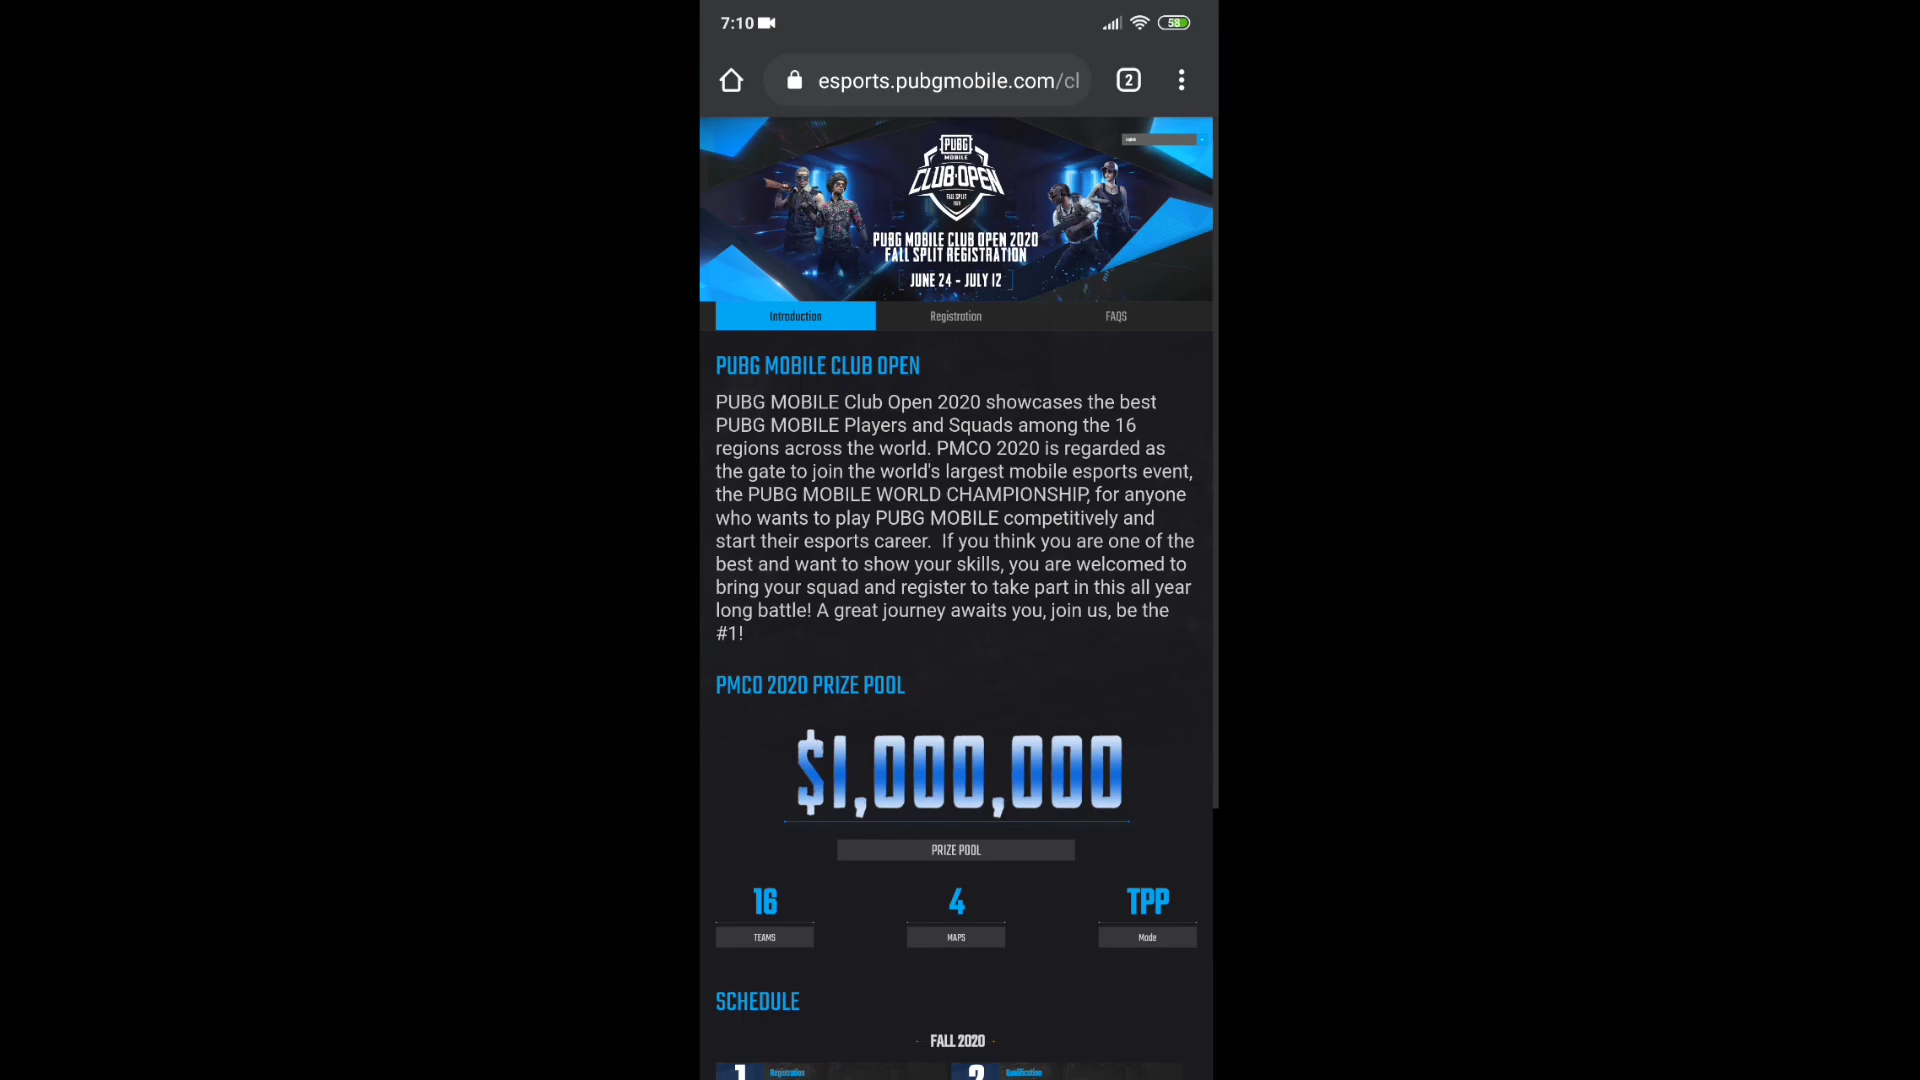 7:10
58
esports.pubgmobile.com/cl
2
PUBG
MOBILE
CLUB OPEN
FALL SPLIT
2020
PUBG MOBILE CLUB OPEN 2020
FALL SPLIT REGISTRATION
JUNE 24 - JULY 12
Introduction
Registration
FAQS
PUBG MOBILE CLUB OPEN
PUBG MOBILE Club Open 2020 showcases the best
PUBG MOBILE Players and Squads among the 16
regions across the world. PMCO 2020 is regarded as
the gate to join the world's largest mobile esports event,
the PUBG MOBILE WORLD CHAMPIONSHIP, for anyone
who wants to play PUBG MOBILE competitively and
start their esports career.  If you think you are one of the
best and want to show your skills, you are welcomed to
bring your squad and register to take part in this all year
long battle! A great journey awaits you, join us, be the
#1!
PMCO 2020 PRIZE POOL
$1,000,000
PRIZE POOL
16
4
TPP
TEAMS
MAPS
Mode
SCHEDULE
FALL 2020
1 Registration
2 Qualification